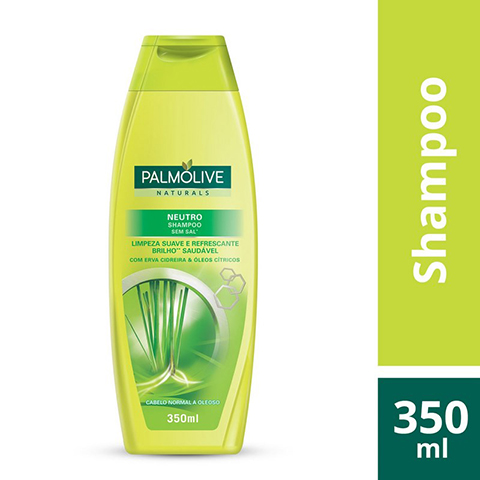 PALMOLIVE
NATURALS
NEUTRO
SHAMPOO
SEM SAL*
LIMPEZA SUAVE E REFRESCANTE
BRILHO** SAUDÁVEL
COM ERVA CIDREIRA & ÓLEOS CÍTRICOS
CABELO NORMAL A OLEOSO
350ml
Shampoo
350
ml